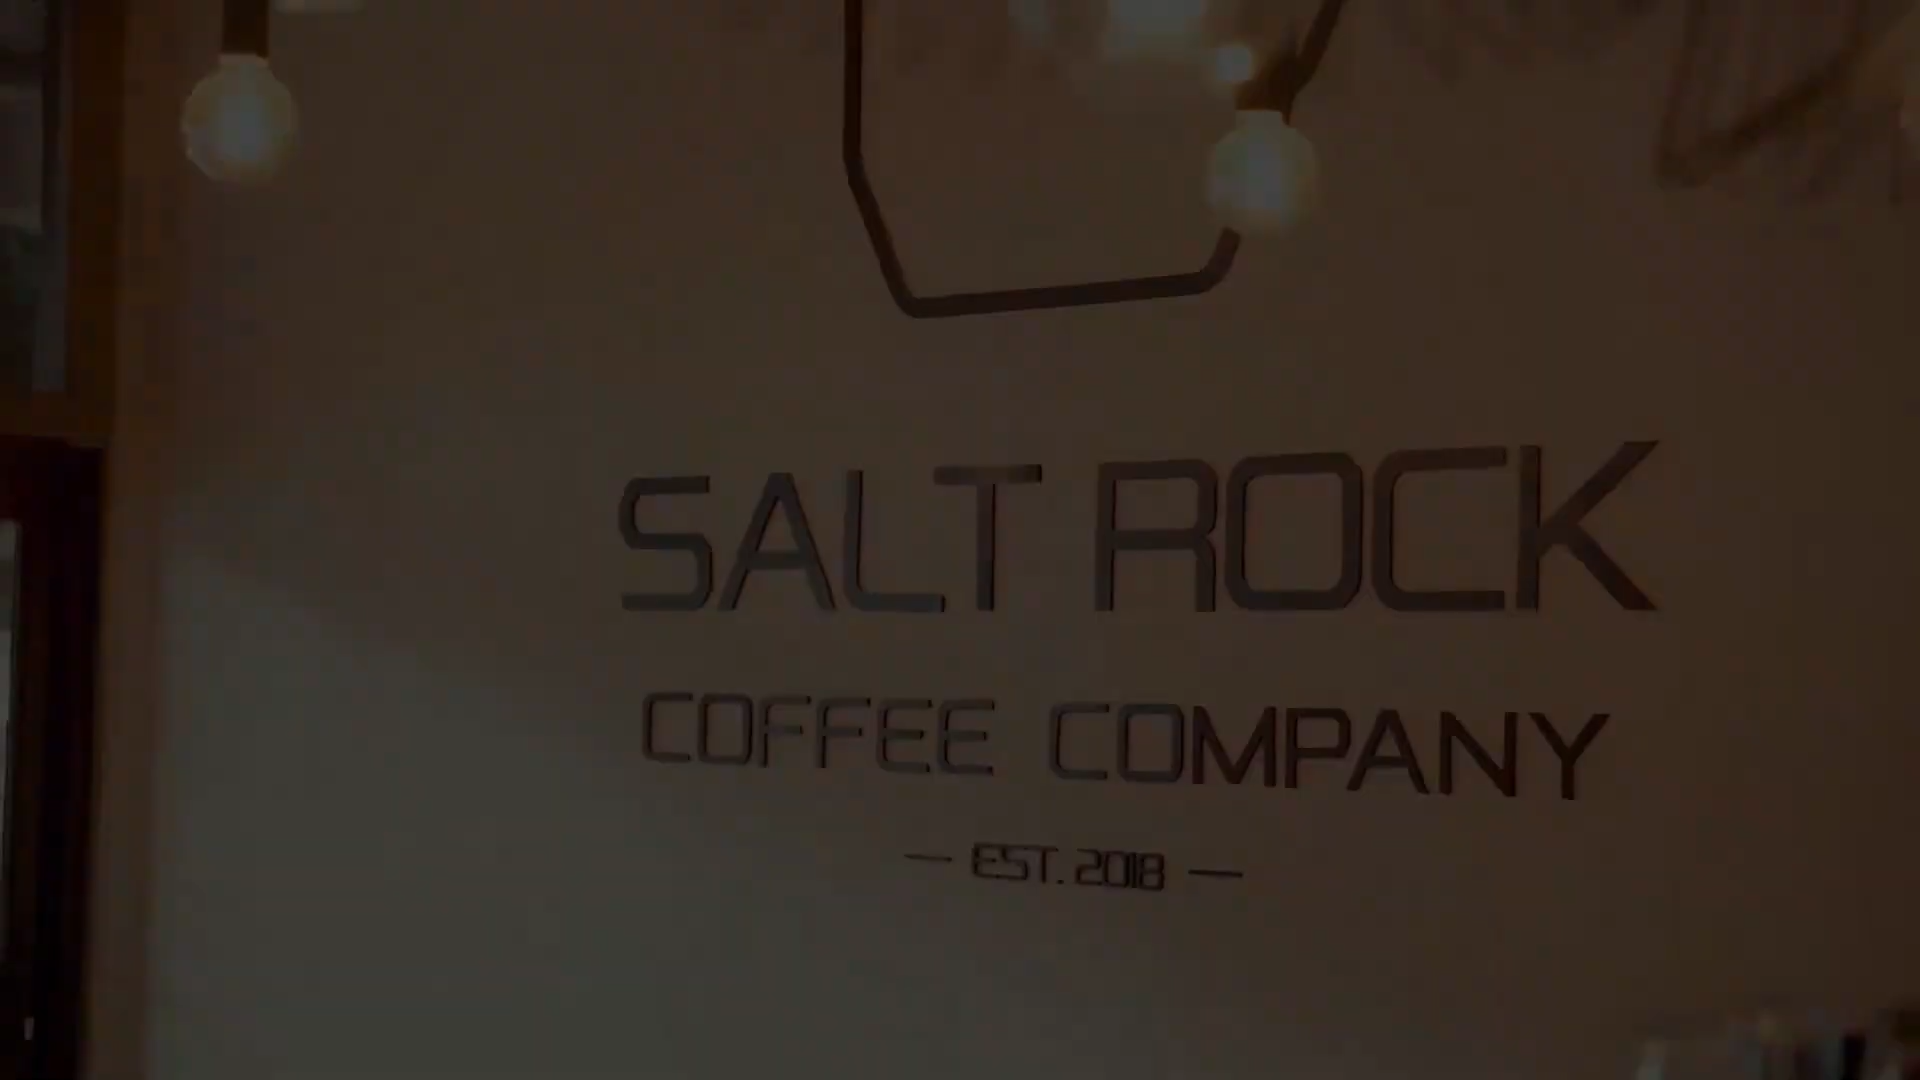 SALT ROCK
COFFEE COMPANY
— EST. 2018 —